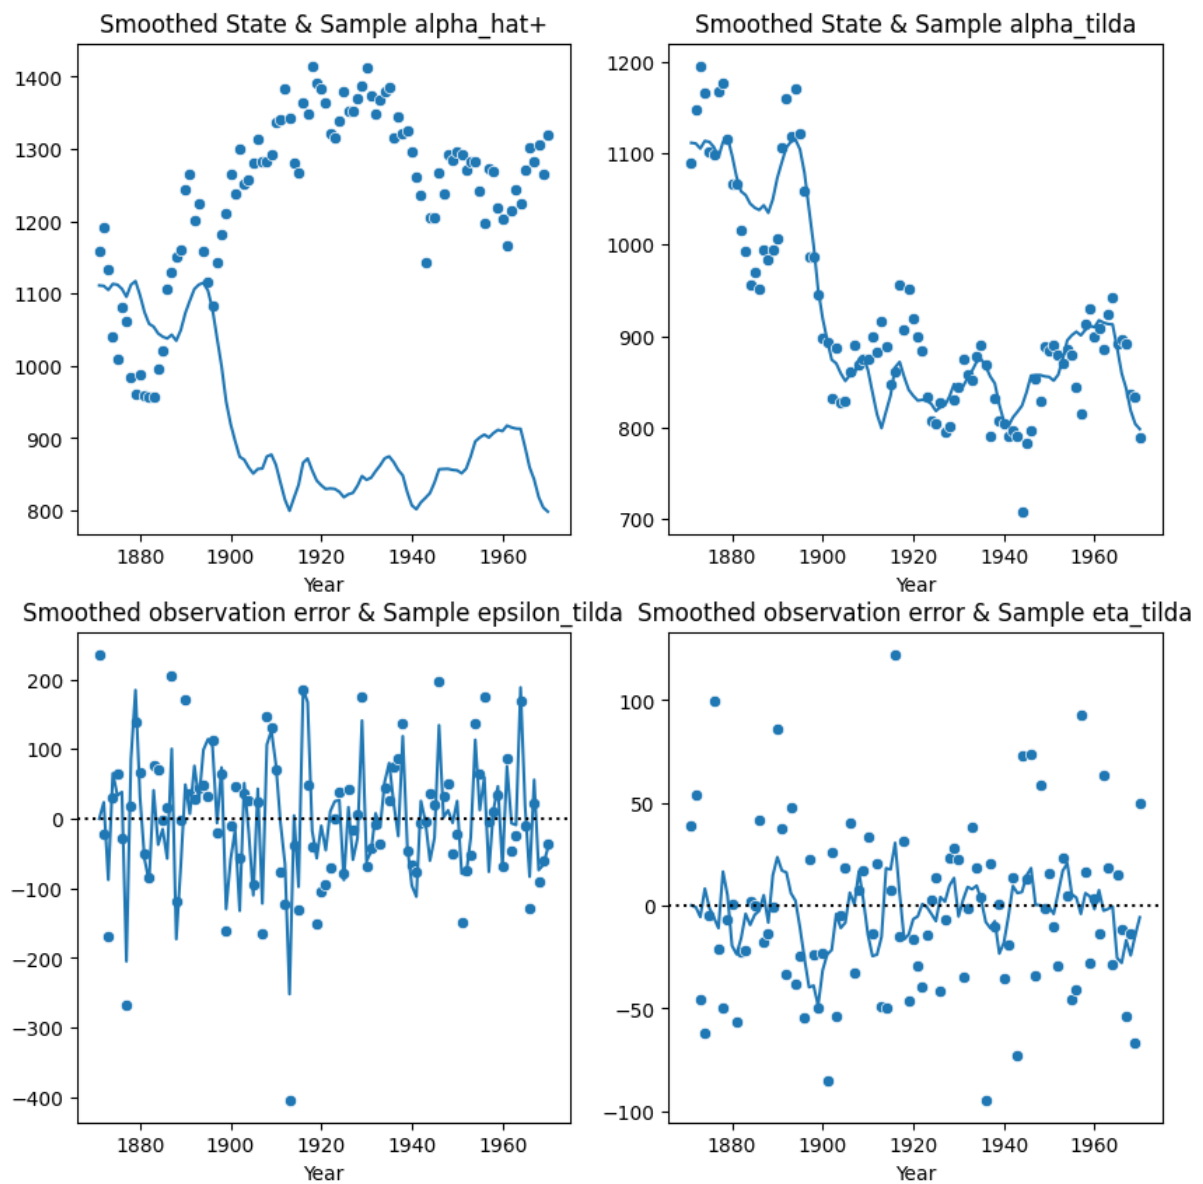 Smoothed State & Sample alpha_hat+
1400
1300
1200
1100
1000
900
800
1880 1900 1920 1940 1960
Year
Smoothed State & Sample alpha_tilda
1200
1100
1000
900
800
700
1880 1900 1920 1940 1960
Year
Smoothed observation error & Sample epsilon_tilda
200
100
0
−100
−200
−300
−400
1880 1900 1920 1940 1960
Year
Smoothed observation error & Sample eta_tilda
100
50
0
−50
−100
1880 1900 1920 1940 1960
Year